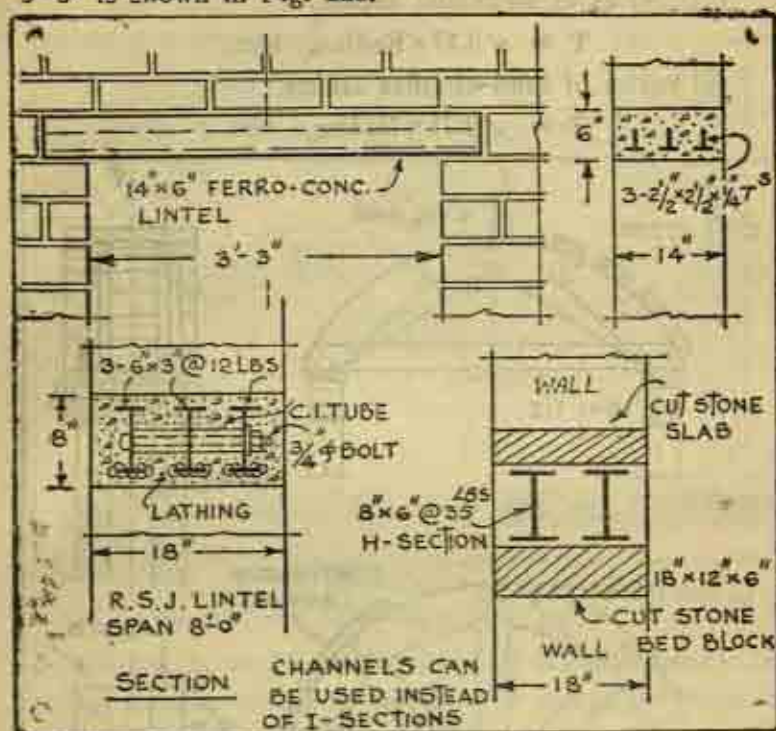 6"
14"×6" FERRO-CONC.
LINTEL
3-2½"×2½"×¼" Tˢ
3'-3"
14"
3-6"×3"@12LBS
WALL
C.I. TUBE
CUT STONE
SLAB
8"
¾"ɸ BOLT
LATHING
8"×6"@35 LBS
H-SECTION
18"
18"×12"×6"
R.S.J. LINTEL
SPAN 8'-0"
CUT STONE
BED BLOCK
WALL
SECTION
CHANNELS CAN
BE USED INSTEAD
OF I-SECTIONS
18"